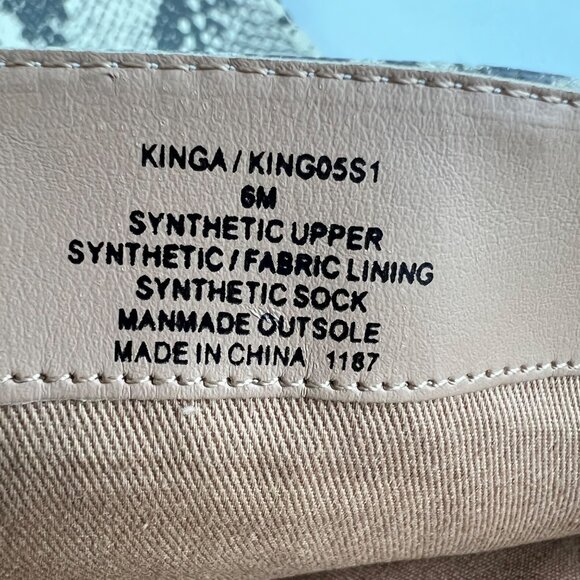 KINGA / KING05S1
6M
SYNTHETIC UPPER
SYNTHETIC / FABRIC LINING
SYNTHETIC SOCK
MANMADE OUTSOLE
MADE IN CHINA 1187